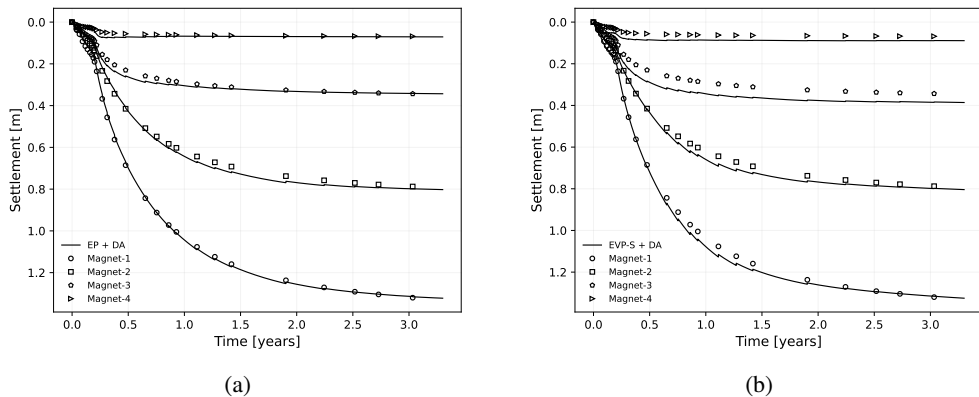 0.0
0.2
0.4
0.6
0.8
1.0
1.2
Settlement [m]
EP + DA
Magnet-1
Magnet-2
Magnet-3
Magnet-4
0.0 0.5 1.0 1.5 2.0 2.5 3.0
Time [years]
(a)
0.0
0.2
0.4
0.6
0.8
1.0
1.2
Settlement [m]
EVP-S + DA
Magnet-1
Magnet-2
Magnet-3
Magnet-4
0.0 0.5 1.0 1.5 2.0 2.5 3.0
Time [years]
(b)